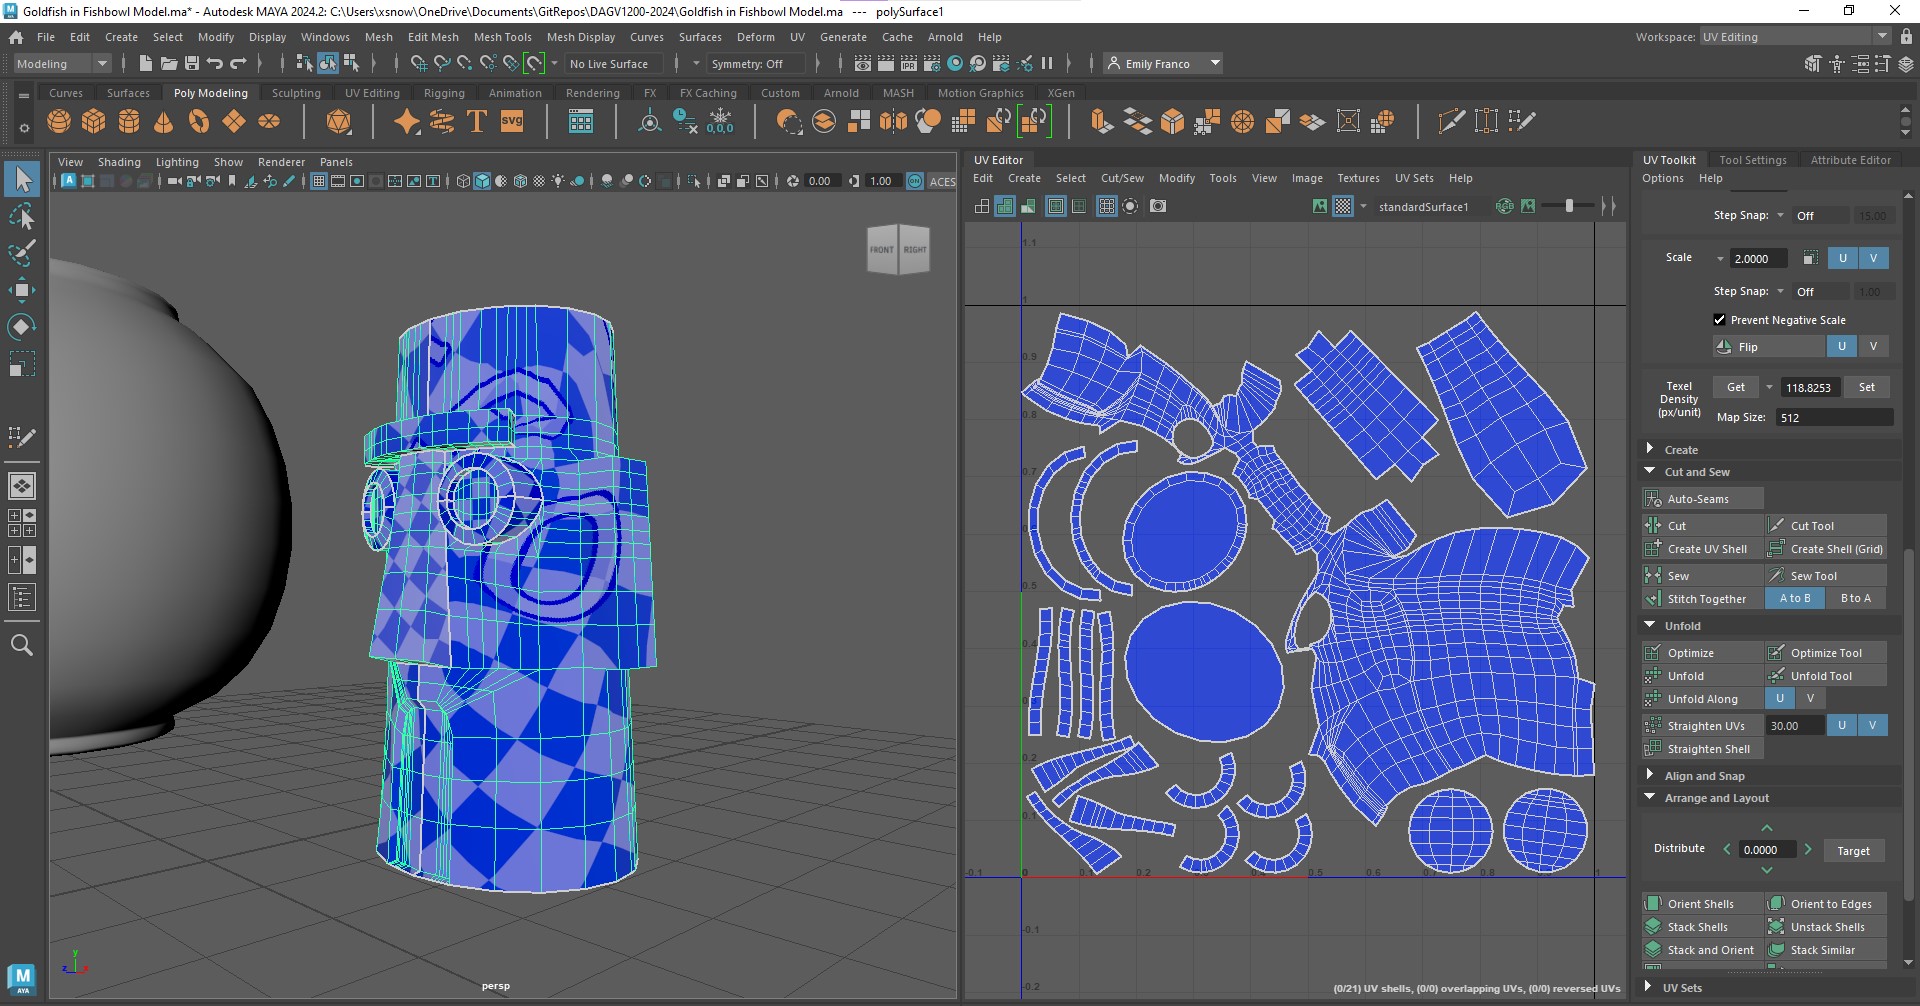 Goldfish in Fishbowl Model.ma* - Autodesk MAYA 2024.2: C:\Users\xsnow\OneDrive\Documents\GitRepos\DAGV1200-2024\Goldfish in Fishbowl Model.ma --- polySurface1
File Edit Create Select Modify Display Windows Mesh Edit Mesh Mesh Tools Mesh Display Curves Surfaces Deform UV Generate Cache Arnold Help Workspace: UV Editing
Modeling No Live Surface Symmetry: Off IPR Emily Franco
Curves Surfaces Poly Modeling Sculpting UV Editing Rigging Animation Rendering FX FX Caching Custom Arnold MASH Motion Graphics XGen
T SVG 0,0,0
View Shading Lighting Show Renderer Panels
0.00 1.00 ON ACES
FRONT RIGHT
persp
y
z x
M
AYA
UV Editor
Edit Create Select Cut/Sew Modify Tools View Image Textures UV Sets Help
standardSurface1 RGB
1.1
1
0.9
0.8
0.7
0.6
0.5
0.4
0.3
0.2
0.1
-0.1 0 0.1 0.2 0.3 0.4 0.5 0.6 0.7 0.8 0.9 1
-0.1
-0.2
(0/21) UV shells, (0/0) overlapping UVs, (0/0) reversed UVs
UV Toolkit Tool Settings Attribute Editor
Options Help
Step Snap: Off 15.00
Scale 2.0000 U V
Step Snap: Off 1.00
Prevent Negative Scale
Flip U V
Texel Density (px/unit) Get 118.8253 Set
Map Size: 512
Create
Cut and Sew
Auto-Seams
Cut Cut Tool
Create UV Shell Create Shell (Grid)
Sew Sew Tool
Stitch Together A to B B to A
Unfold
Optimize Optimize Tool
Unfold Unfold Tool
Unfold Along U V
Straighten UVs 30.00 U V
Straighten Shell
Align and Snap
Arrange and Layout
Distribute 0.0000 Target
Orient Shells Orient to Edges
Stack Shells Unstack Shells
Stack and Orient Stack Similar
UV Sets